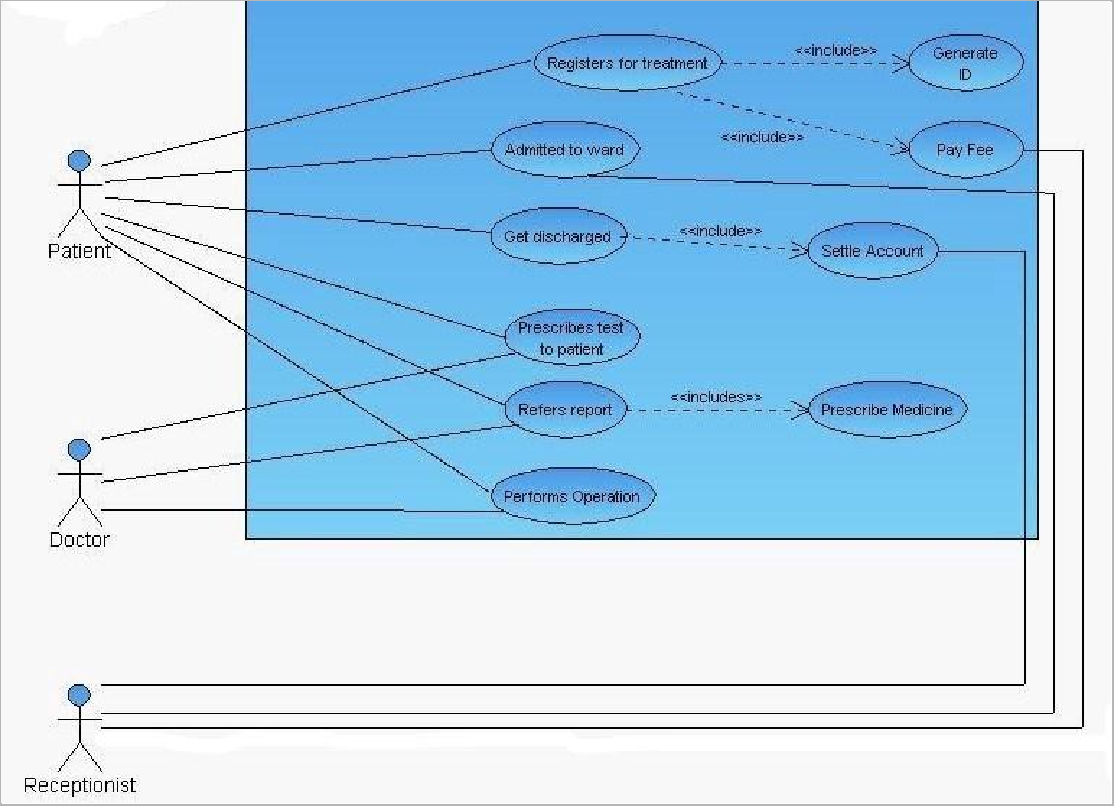 Registers for treatment
<<include>>
Generate
ID
<<include>>
Admitted to ward
Pay Fee
Patient
Get discharged
<<include>>
Settle Account
Prescribes test
to patient
Refers report
<<includes>>
Prescribe Medicine
Performs Operation
Doctor
Receptionist